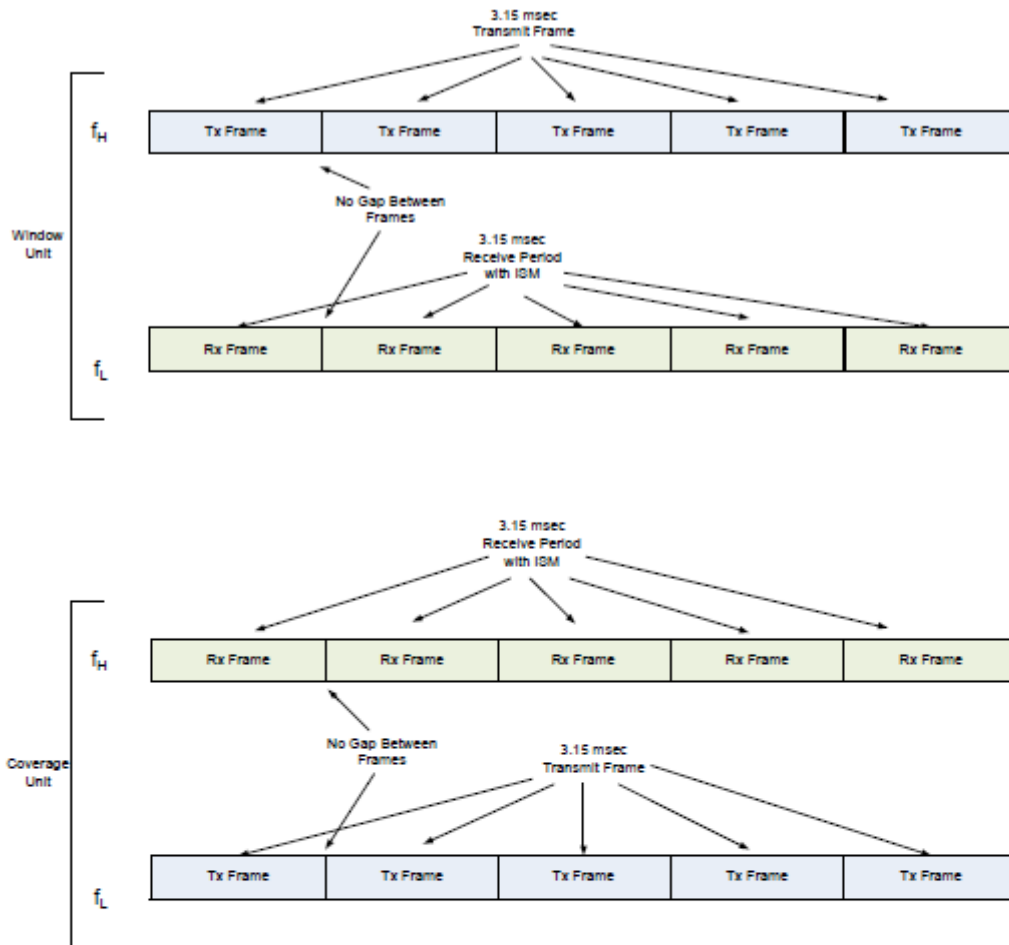 3.15 msec
Transmit Frame
f_H
Tx Frame Tx Frame Tx Frame Tx Frame Tx Frame
No Gap Between
Frames
Window
Unit
3.15 msec
Receive Period
with ISM
Rx Frame Rx Frame Rx Frame Rx Frame Rx Frame
f_L
3.15 msec
Receive Period
with ISM
f_H
Rx Frame Rx Frame Rx Frame Rx Frame Rx Frame
No Gap Between
Frames
Coverage
Unit
3.15 msec
Transmit Frame
Tx Frame Tx Frame Tx Frame Tx Frame Tx Frame
f_L